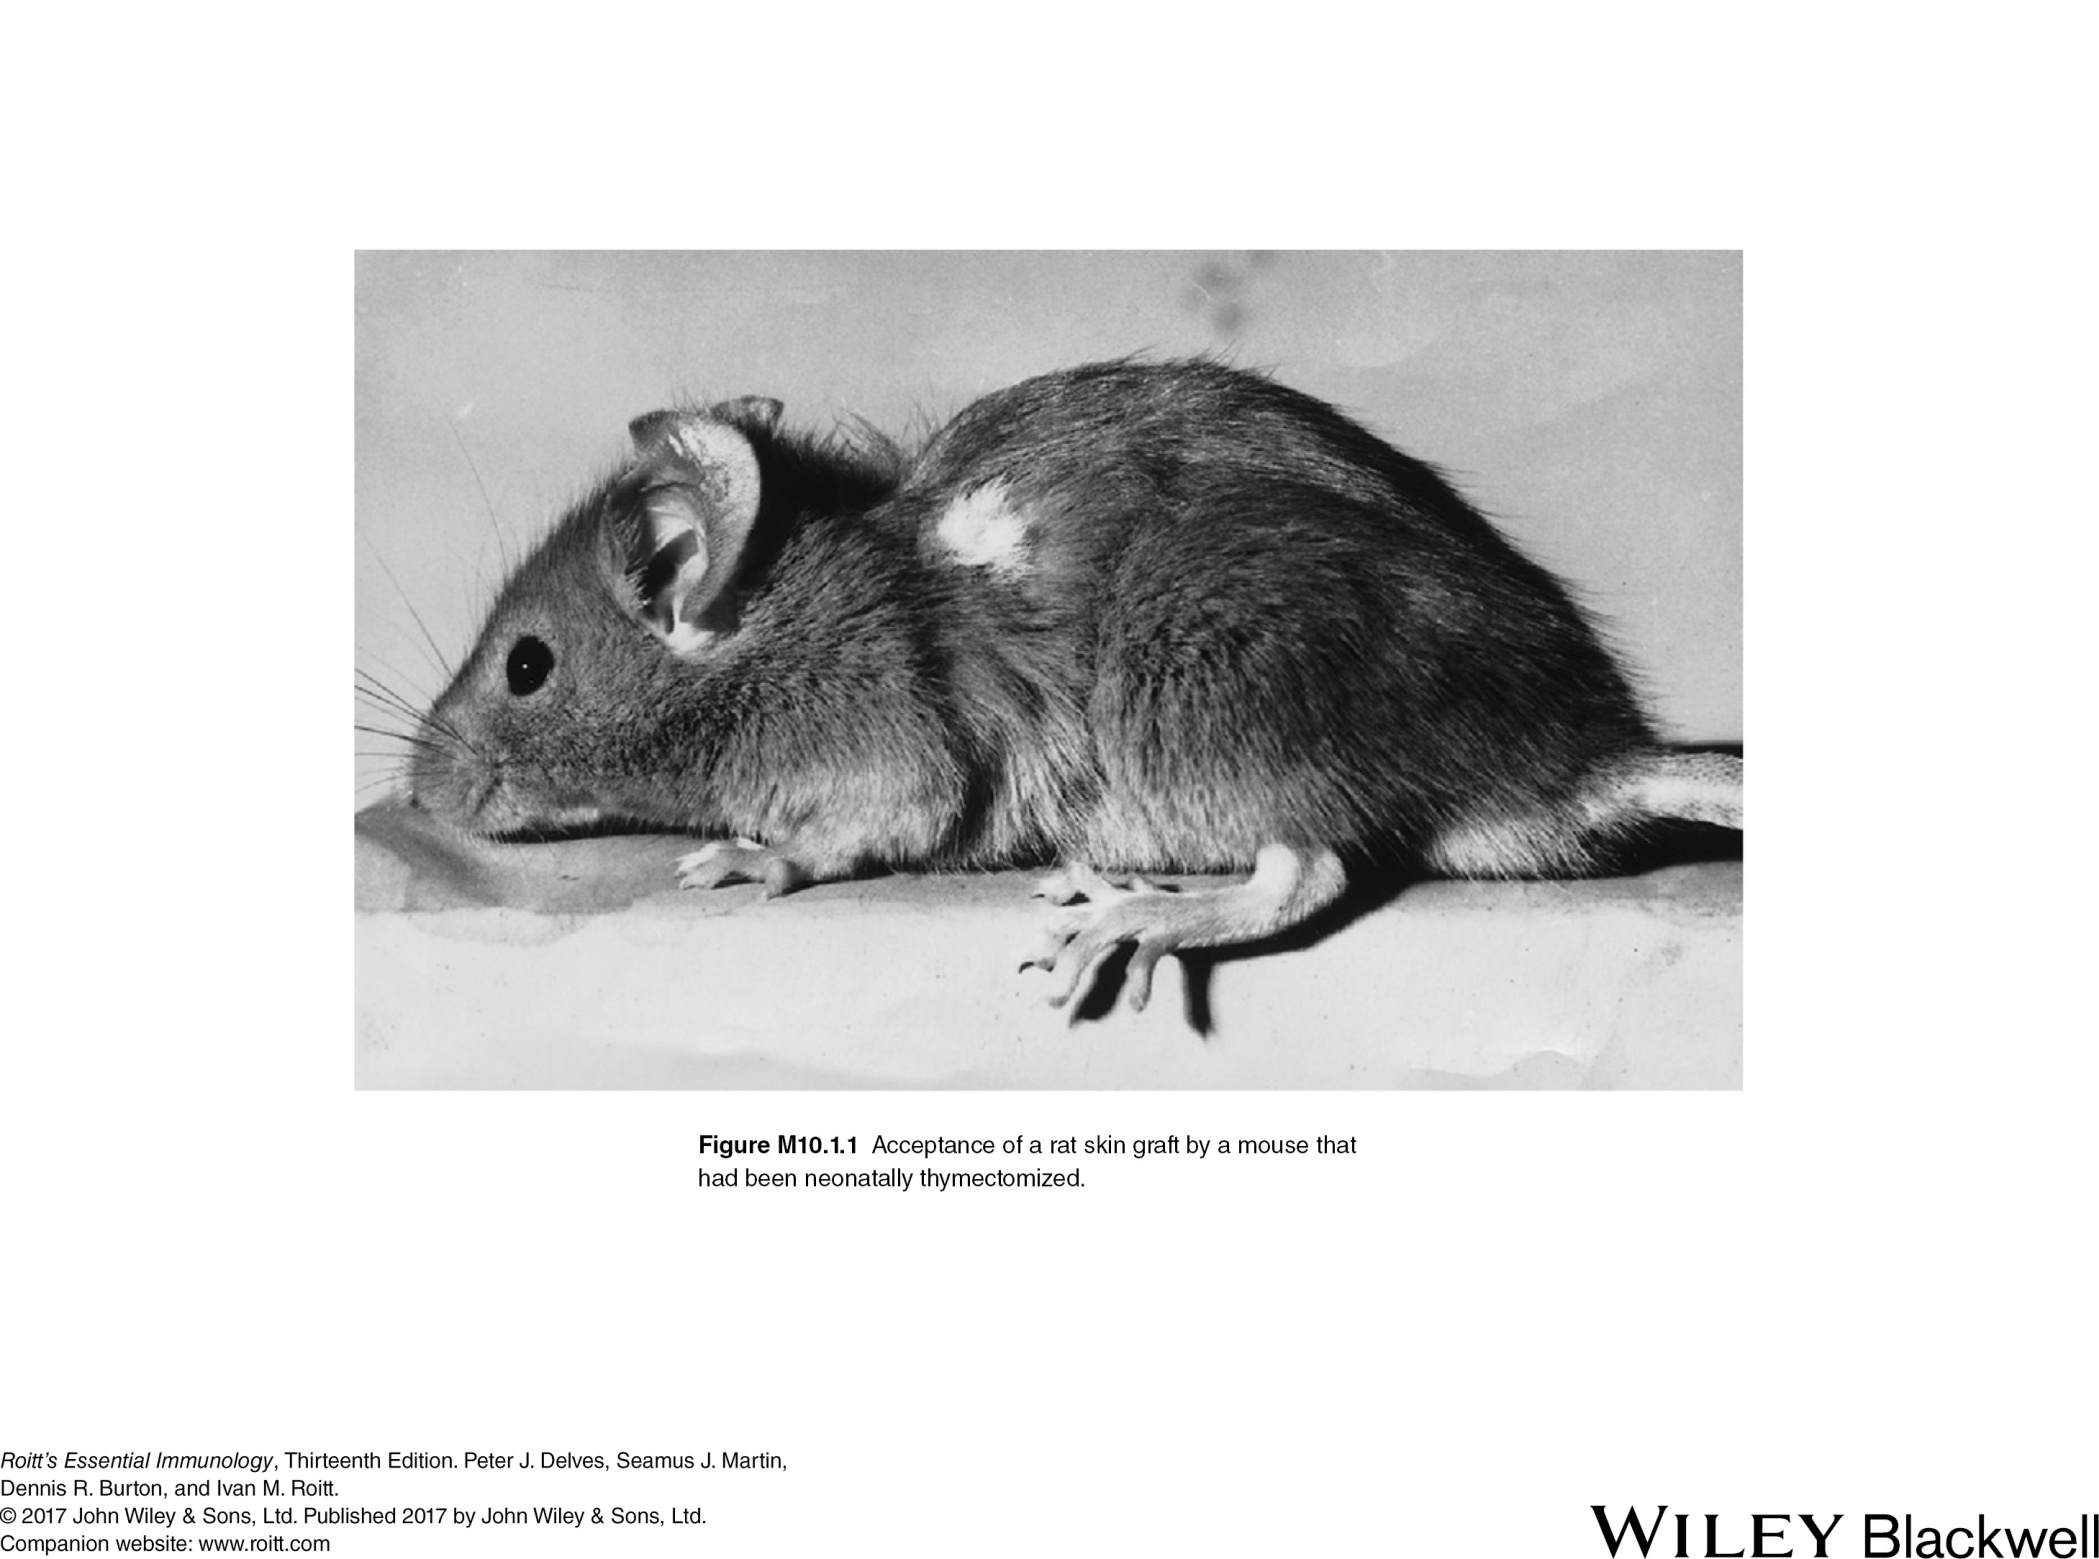 Figure M10.1.1 Acceptance of a rat skin graft by a mouse that
had been neonatally thymectomized.
Roitt's Essential Immunology, Thirteenth Edition. Peter J. Delves, Seamus J. Martin,
Dennis R. Burton, and Ivan M. Roitt.
© 2017 John Wiley & Sons, Ltd. Published 2017 by John Wiley & Sons, Ltd.
Companion website: www.roitt.com
WILEY Blackwell